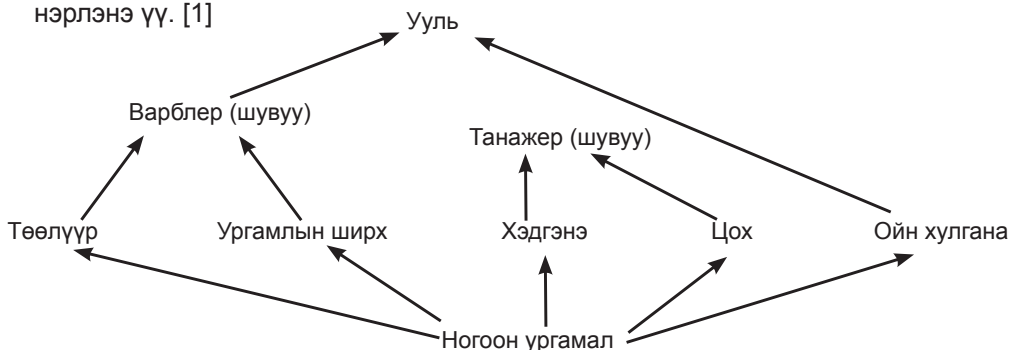 нэрлэнэ үү. [1]
Ууль
Варблер (шувуу)
Танажер (шувуу)
Төөлүүр
Ургамлын ширх
Хэдгэнэ
Цох
Ойн хулгана
Ногоон ургамал